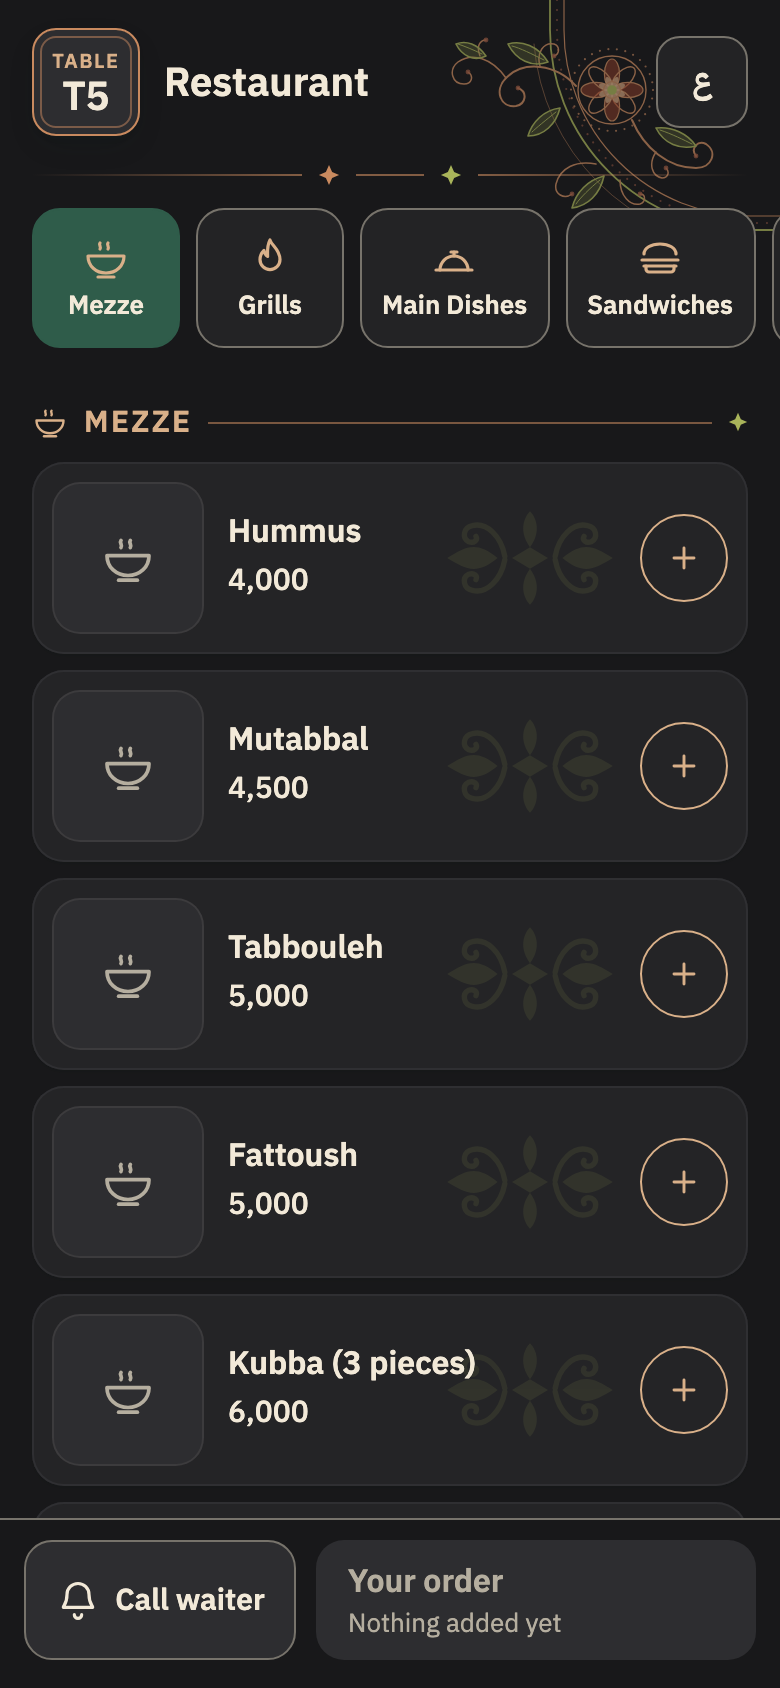 TABLE
T5
Restaurant
ع
Mezze
Grills
Main Dishes
Sandwiches
MEZZE
Hummus
4,000
Mutabbal
4,500
Tabbouleh
5,000
Fattoush
5,000
Kubba (3 pieces)
6,000
Call waiter
Your order
Nothing added yet